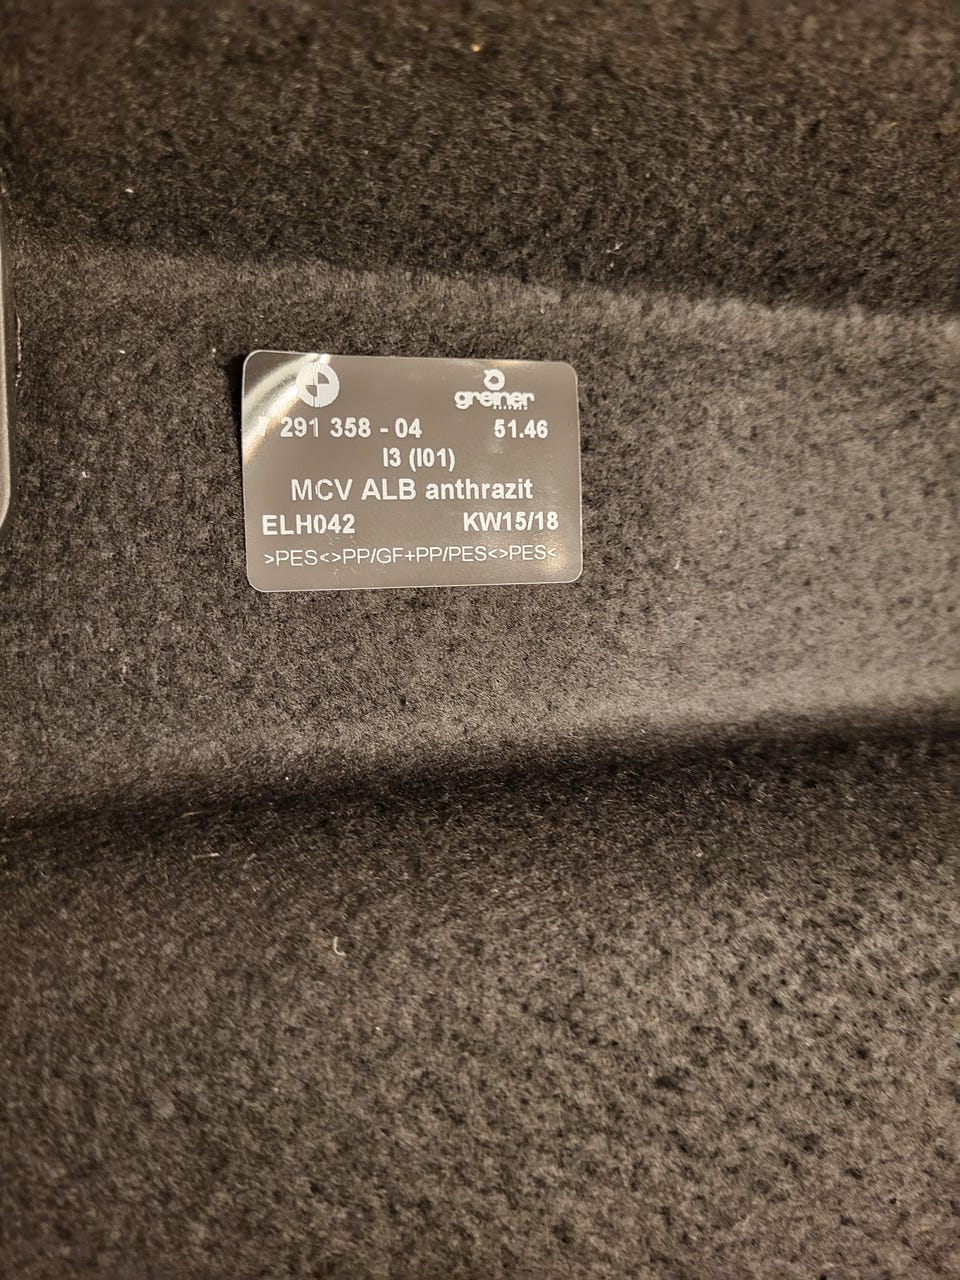 greiner
7 291 358 - 04 51.46
I3 (I01)
MCV ALB anthrazit
ELH042 KW15/18
>PES<>PP/GF+PP/PES<>PES<